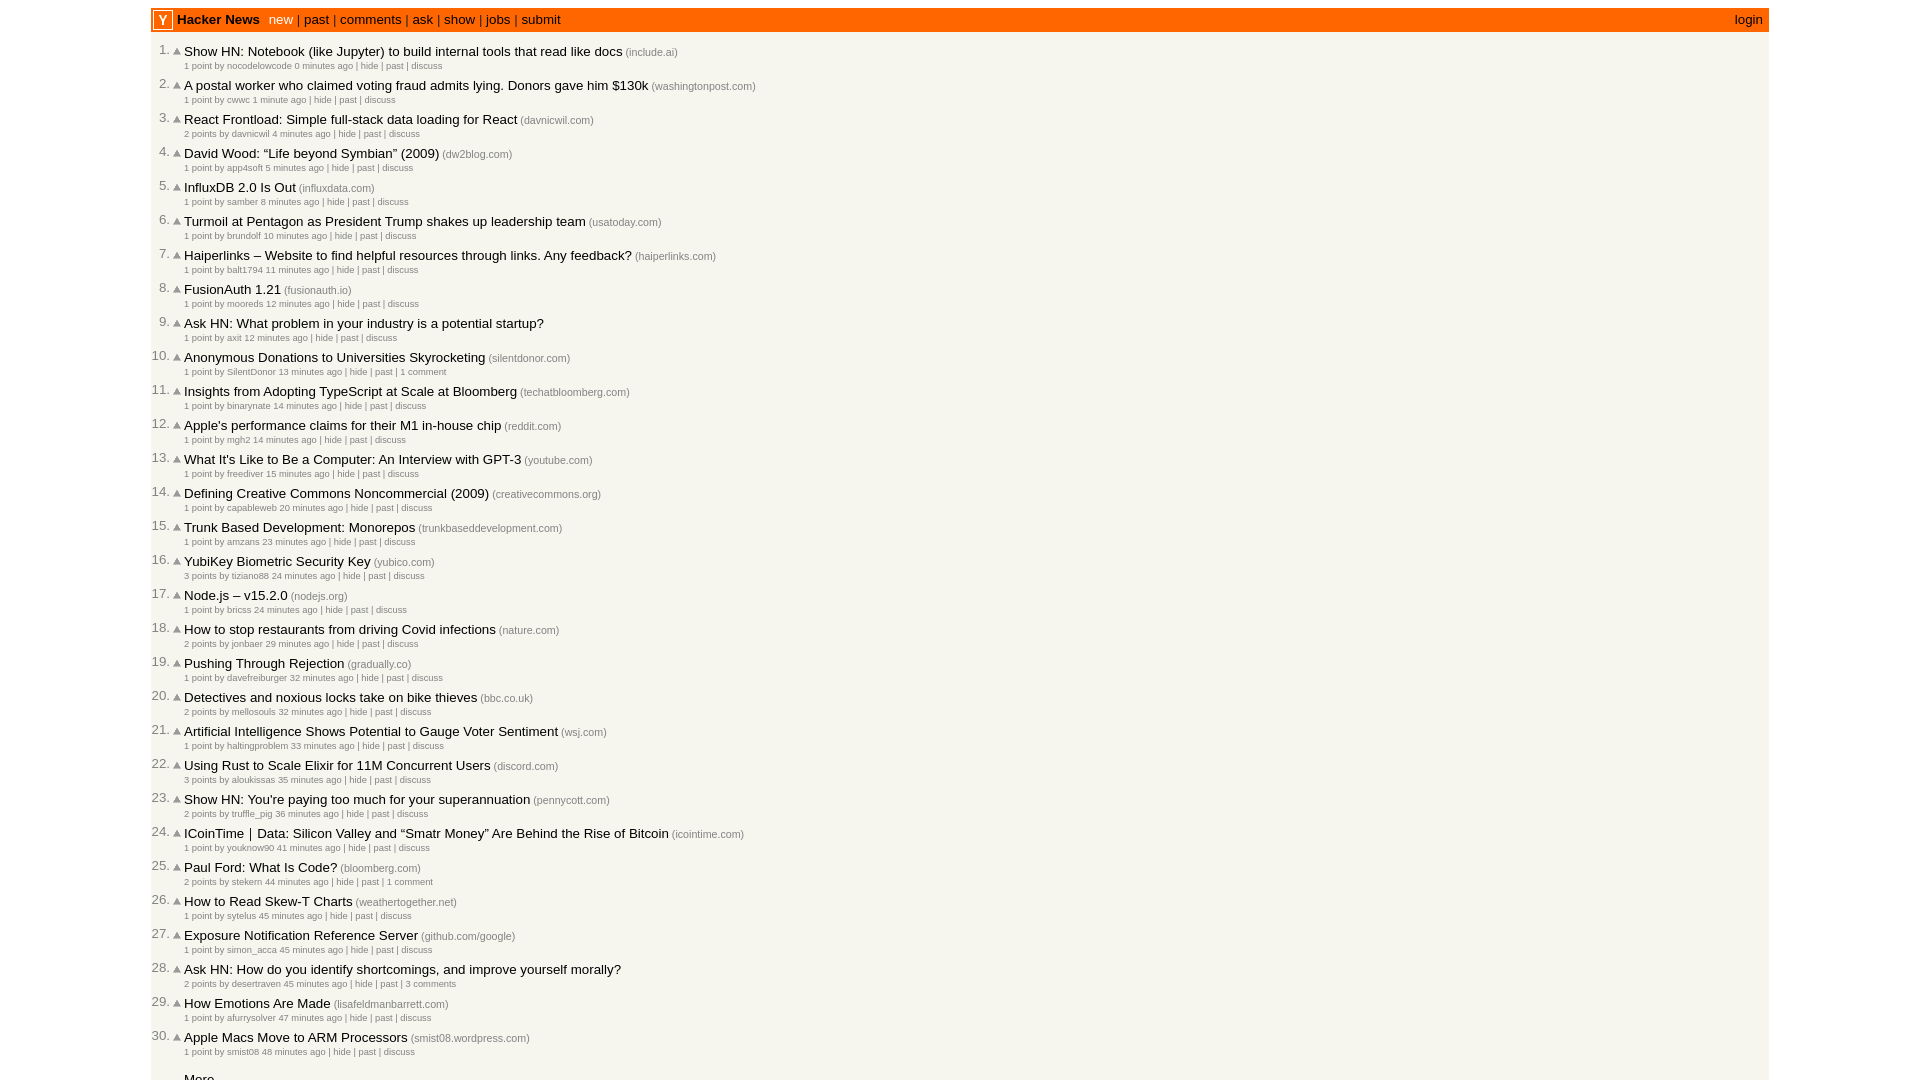 Y Hacker News new | past | comments | ask | show | jobs | submit login
1. Show HN: Notebook (like Jupyter) to build internal tools that read like docs (include.ai)
1 point by nocodelowcode 0 minutes ago | hide | past | discuss
2. A postal worker who claimed voting fraud admits lying. Donors gave him $130k (washingtonpost.com)
1 point by cwwc 1 minute ago | hide | past | discuss
3. React Frontload: Simple full-stack data loading for React (davnicwil.com)
2 points by davnicwil 4 minutes ago | hide | past | discuss
4. David Wood: “Life beyond Symbian” (2009) (dw2blog.com)
1 point by app4soft 5 minutes ago | hide | past | discuss
5. InfluxDB 2.0 Is Out (influxdata.com)
1 point by samber 8 minutes ago | hide | past | discuss
6. Turmoil at Pentagon as President Trump shakes up leadership team (usatoday.com)
1 point by brundolf 10 minutes ago | hide | past | discuss
7. Haiperlinks – Website to find helpful resources through links. Any feedback? (haiperlinks.com)
1 point by balt1794 11 minutes ago | hide | past | discuss
8. FusionAuth 1.21 (fusionauth.io)
1 point by mooreds 12 minutes ago | hide | past | discuss
9. Ask HN: What problem in your industry is a potential startup?
1 point by axit 12 minutes ago | hide | past | discuss
10. Anonymous Donations to Universities Skyrocketing (silentdonor.com)
1 point by SilentDonor 13 minutes ago | hide | past | 1 comment
11. Insights from Adopting TypeScript at Scale at Bloomberg (techatbloomberg.com)
1 point by binarynate 14 minutes ago | hide | past | discuss
12. Apple's performance claims for their M1 in-house chip (reddit.com)
1 point by mgh2 14 minutes ago | hide | past | discuss
13. What It's Like to Be a Computer: An Interview with GPT-3 (youtube.com)
1 point by freediver 15 minutes ago | hide | past | discuss
14. Defining Creative Commons Noncommercial (2009) (creativecommons.org)
1 point by capableweb 20 minutes ago | hide | past | discuss
15. Trunk Based Development: Monorepos (trunkbaseddevelopment.com)
1 point by amzans 23 minutes ago | hide | past | discuss
16. YubiKey Biometric Security Key (yubico.com)
3 points by tiziano88 24 minutes ago | hide | past | discuss
17. Node.js – v15.2.0 (nodejs.org)
1 point by bricss 24 minutes ago | hide | past | discuss
18. How to stop restaurants from driving Covid infections (nature.com)
2 points by jonbaer 29 minutes ago | hide | past | discuss
19. Pushing Through Rejection (gradually.co)
1 point by davefreiburger 32 minutes ago | hide | past | discuss
20. Detectives and noxious locks take on bike thieves (bbc.co.uk)
2 points by mellosouls 32 minutes ago | hide | past | discuss
21. Artificial Intelligence Shows Potential to Gauge Voter Sentiment (wsj.com)
1 point by haltingproblem 33 minutes ago | hide | past | discuss
22. Using Rust to Scale Elixir for 11M Concurrent Users (discord.com)
3 points by aloukissas 35 minutes ago | hide | past | discuss
23. Show HN: You're paying too much for your superannuation (pennycott.com)
2 points by truffle_pig 36 minutes ago | hide | past | discuss
24. ICoinTime｜Data: Silicon Valley and “Smatr Money” Are Behind the Rise of Bitcoin (icointime.com)
1 point by youknow90 41 minutes ago | hide | past | discuss
25. Paul Ford: What Is Code? (bloomberg.com)
2 points by stekern 44 minutes ago | hide | past | 1 comment
26. How to Read Skew-T Charts (weathertogether.net)
1 point by sytelus 45 minutes ago | hide | past | discuss
27. Exposure Notification Reference Server (github.com/google)
1 point by simon_acca 45 minutes ago | hide | past | discuss
28. Ask HN: How do you identify shortcomings, and improve yourself morally?
2 points by desertraven 45 minutes ago | hide | past | 3 comments
29. How Emotions Are Made (lisafeldmanbarrett.com)
1 point by afurrysolver 47 minutes ago | hide | past | discuss
30. Apple Macs Move to ARM Processors (smist08.wordpress.com)
1 point by smist08 48 minutes ago | hide | past | discuss
More